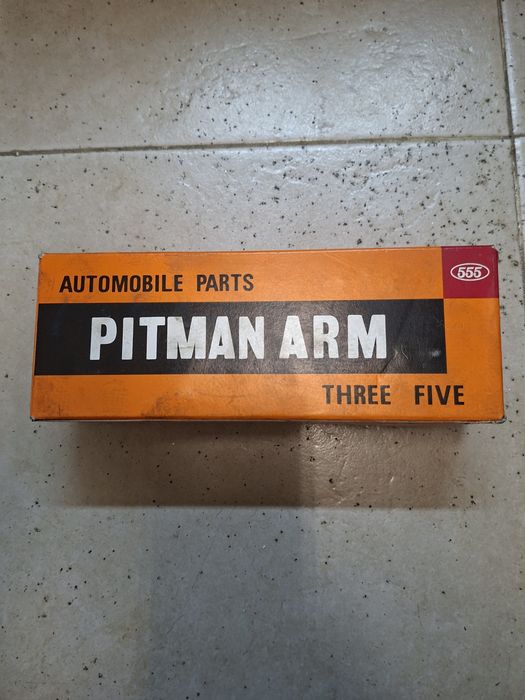 AUTOMOBILE PARTS
555
PITMAN ARM
THREE FIVE